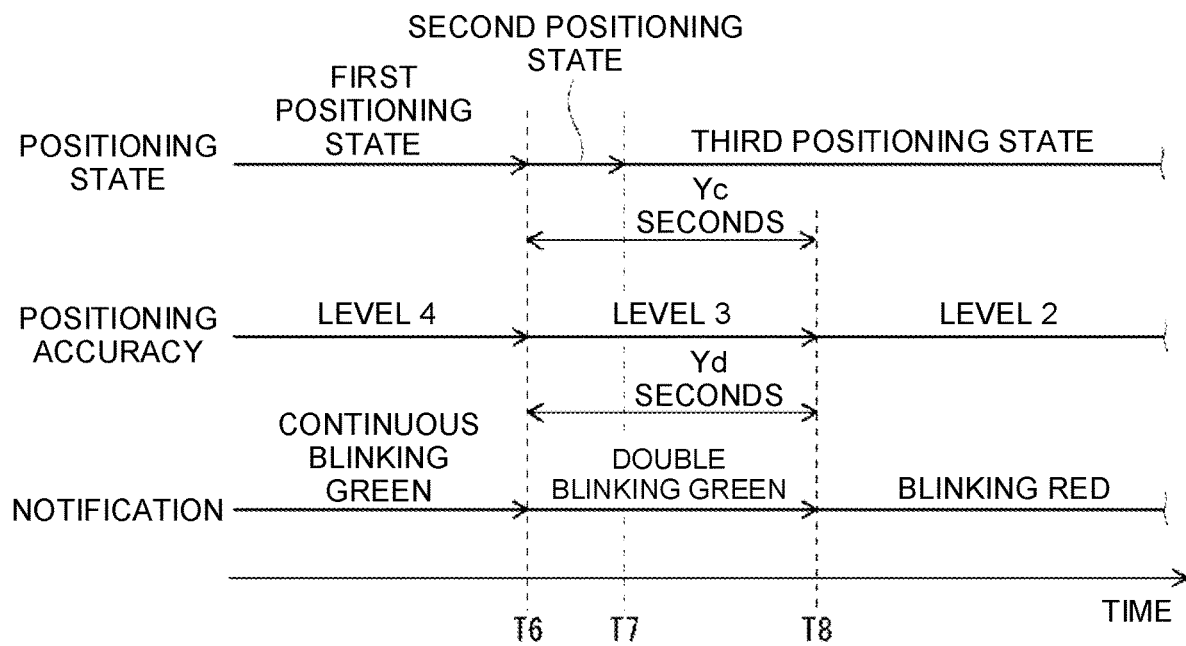 SECOND POSITIONING
STATE
FIRST
POSITIONING
STATE
POSITIONING
STATE
THIRD POSITIONING STATE
Yc
SECONDS
POSITIONING
ACCURACY
LEVEL 4
LEVEL 3
LEVEL 2
Yd
SECONDS
CONTINUOUS
BLINKING
GREEN
DOUBLE
BLINKING GREEN
BLINKING RED
NOTIFICATION
TIME
T6
T7
T8